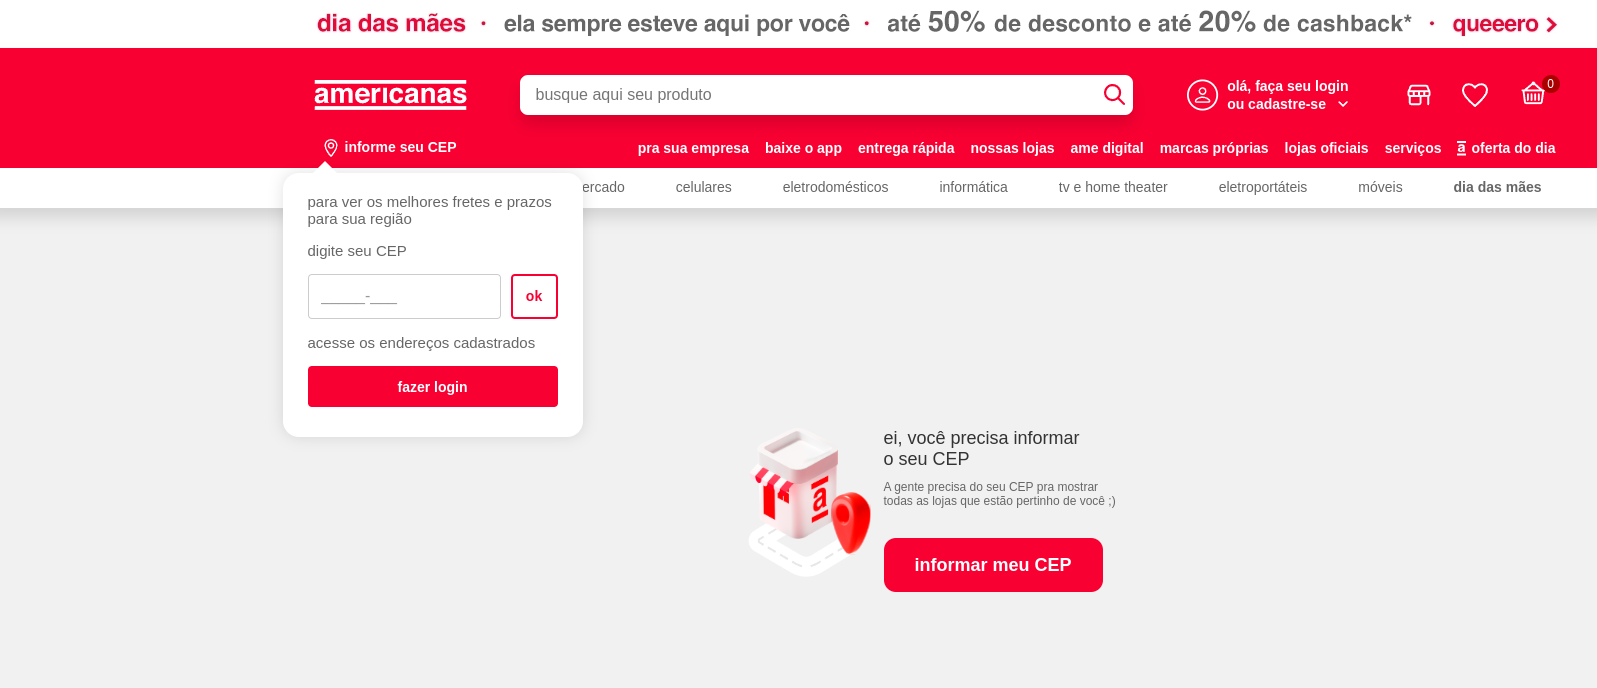 dia das mães • ela sempre esteve aqui por você • até 50% de desconto e até 20% de cashback* • queeero >
americanas
busque aqui seu produto
olá, faça seu login
ou cadastre-se
0
informe seu CEP
pra sua empresa baixe o app entrega rápida nossas lojas ame digital marcas próprias lojas oficiais serviços a oferta do dia
ercado celulares eletrodomésticos informática tv e home theater eletroportáteis móveis dia das mães
para ver os melhores fretes e prazos
para sua região
digite seu CEP
_____-___
ok
acesse os endereços cadastrados
fazer login
a
ei, você precisa informar
o seu CEP
A gente precisa do seu CEP pra mostrar
todas as lojas que estão pertinho de você ;)
informar meu CEP